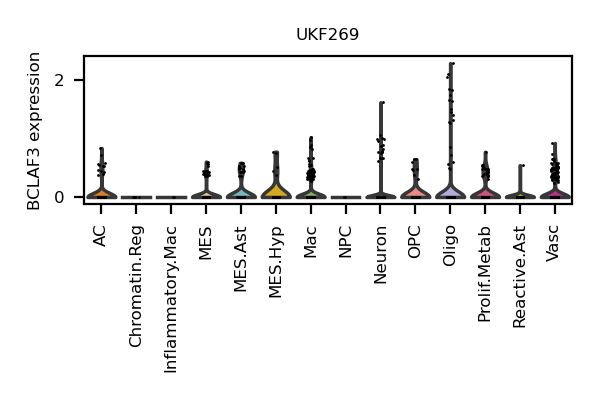 UKF269
BCLAF3 expression
2
0
AC
Chromatin.Reg
Inflammatory.Mac
MES
MES.Ast
MES.Hyp
Mac
NPC
Neuron
OPC
Oligo
Prolif.Metab
Reactive.Ast
Vasc